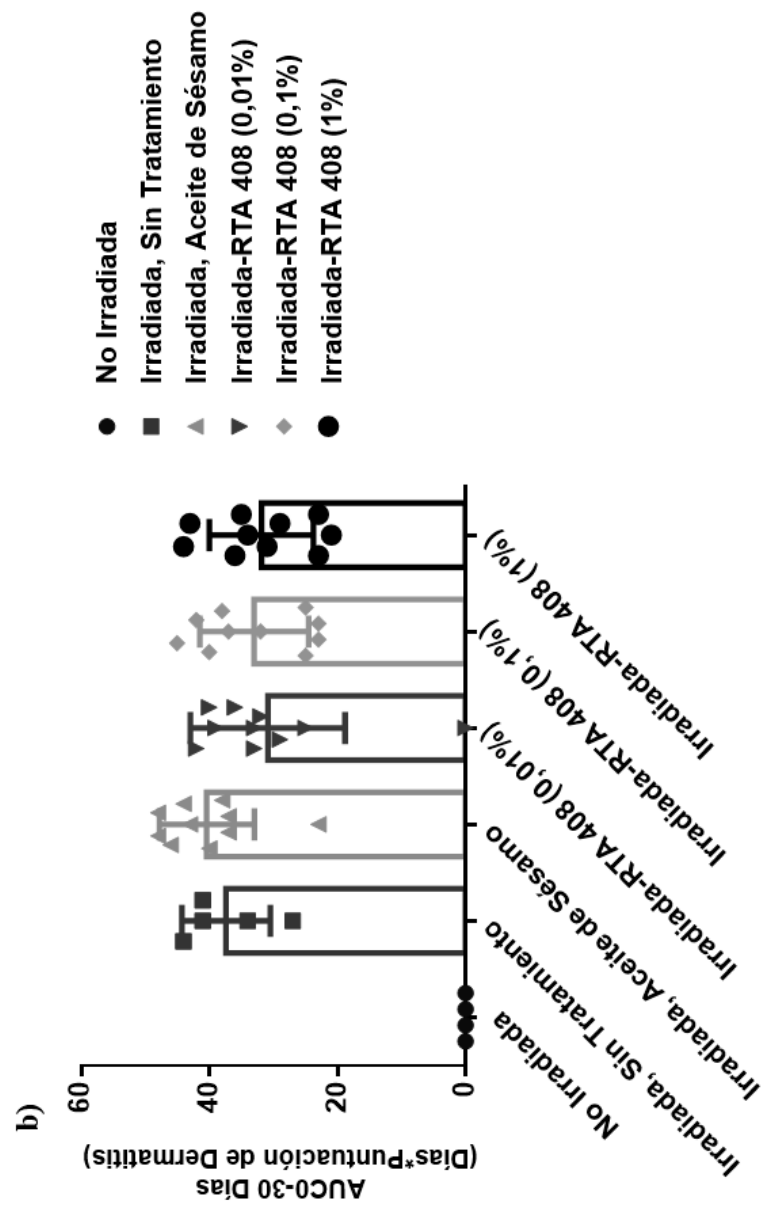 b)
AUC0-30 Días
(Días*Puntuación de Dermatitis)
60
40
20
0
No Irradiada
Irradiada, Sin Tratamiento
Irradiada, Aceite de Sésamo
Irradiada-RTA 408 (0,01%)
Irradiada-RTA 408 (0,1%)
Irradiada-RTA 408 (1%)
No Irradiada
Irradiada, Sin Tratamiento
Irradiada, Aceite de Sésamo
Irradiada-RTA 408 (0,01%)
Irradiada-RTA 408 (0,1%)
Irradiada-RTA 408 (1%)